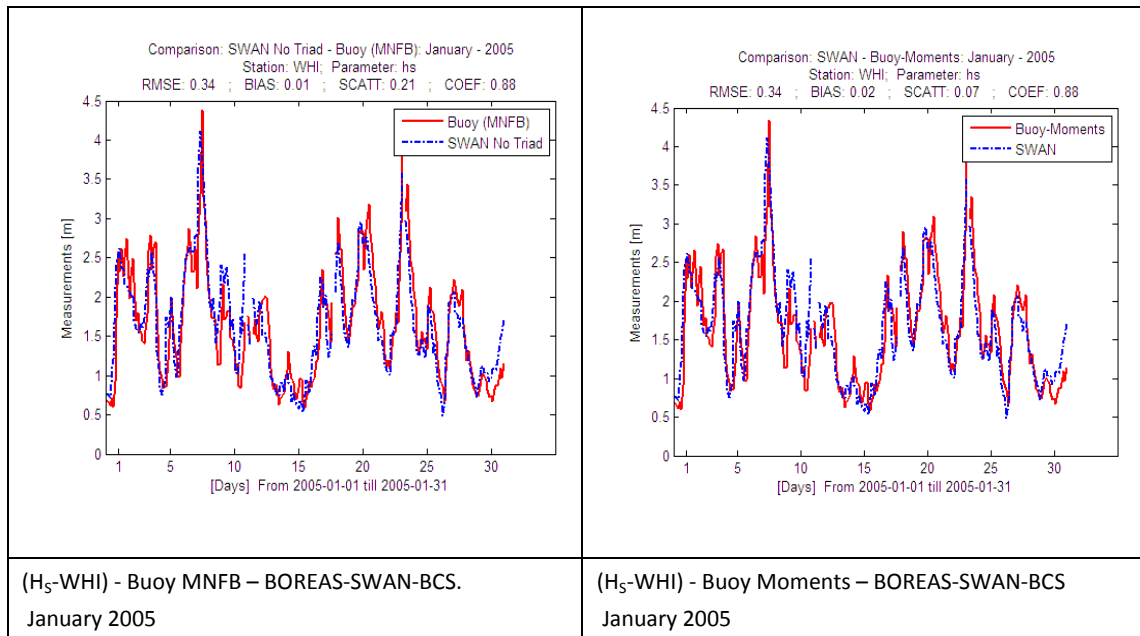 Comparison: SWAN No Triad - Buoy (MNFB): January - 2005
Station: WHI; Parameter: hs
RMSE: 0.34 ; BIAS: 0.01 ; SCATT: 0.21 ; COEF: 0.88
Buoy (MNFB)
SWAN No Triad
Measurements [m]
4.5
4
3.5
3
2.5
2
1.5
1
0.5
0
1 5 10 15 20 25 30
[Days] From 2005-01-01 till 2005-01-31
Comparison: SWAN - Buoy-Moments: January - 2005
Station: WHI; Parameter: hs
RMSE: 0.34 ; BIAS: 0.02 ; SCATT: 0.07 ; COEF: 0.88
Buoy-Moments
SWAN
Measurements [m]
4.5
4
3.5
3
2.5
2
1.5
1
0.5
0
1 5 10 15 20 25 30
[Days] From 2005-01-01 till 2005-01-31
(HS-WHI) - Buoy MNFB – BOREAS-SWAN-BCS.
January 2005
(HS-WHI) - Buoy Moments – BOREAS-SWAN-BCS
January 2005